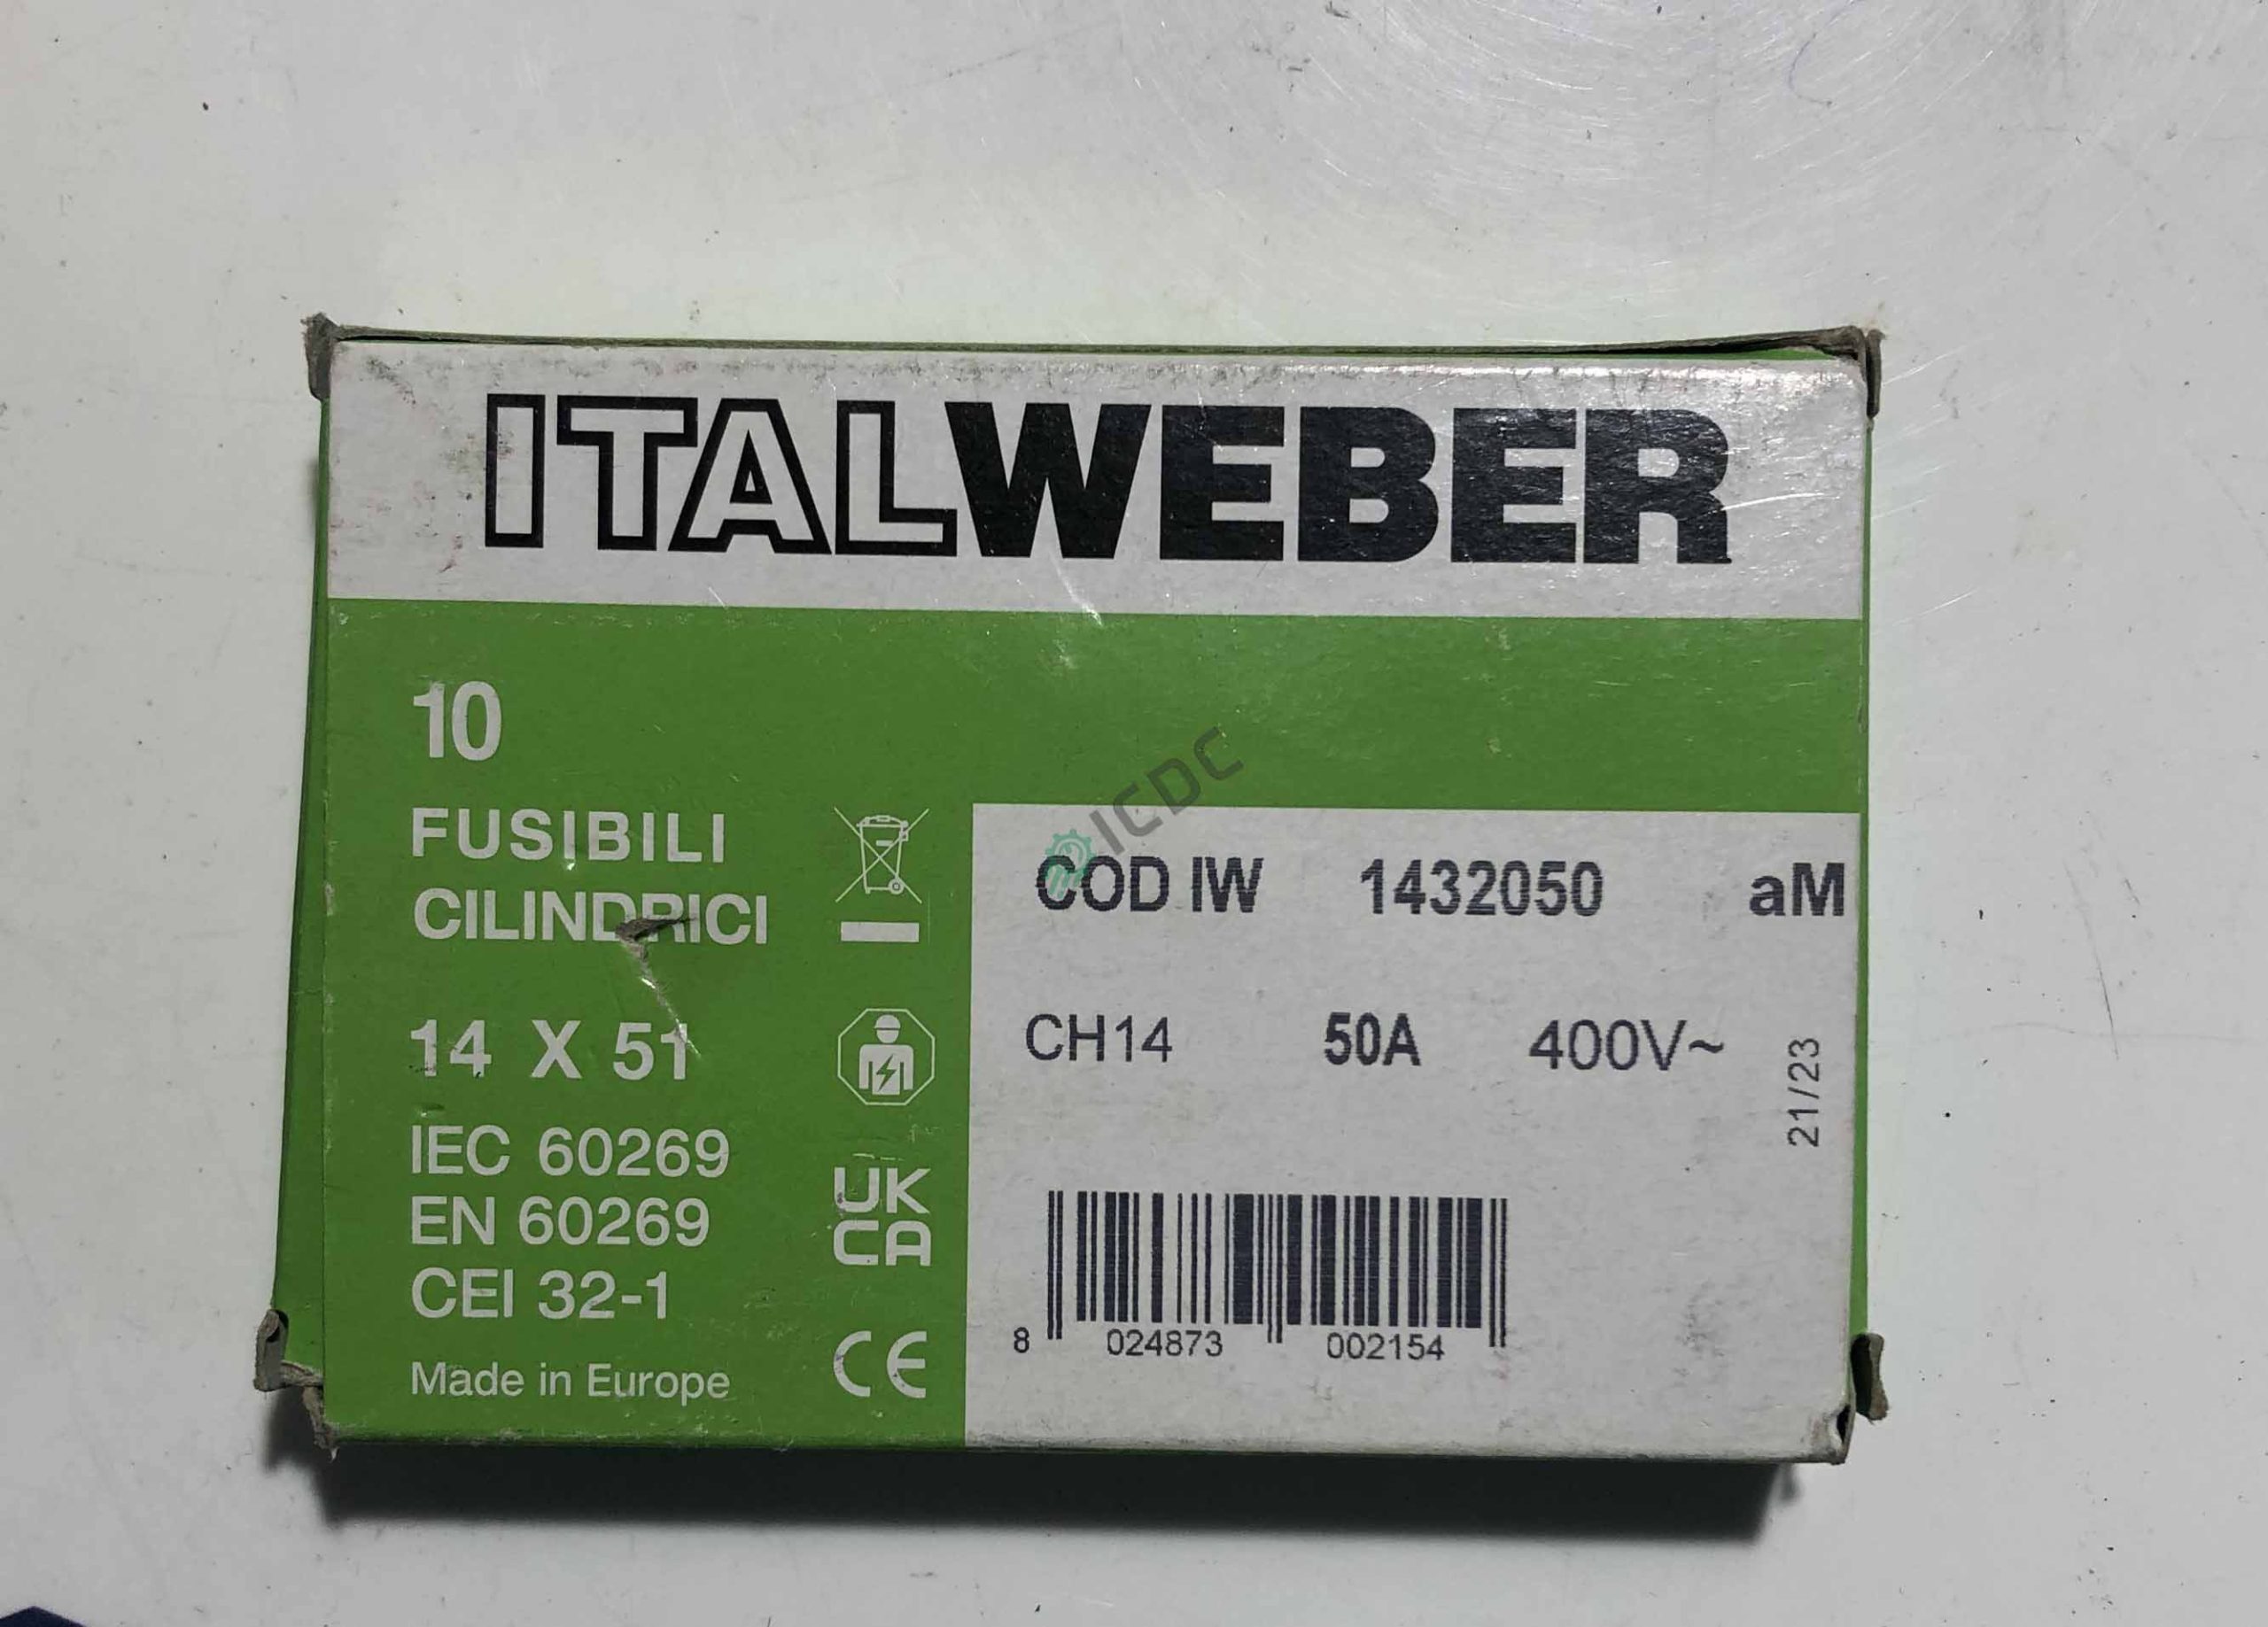 ITALWEBER
10
FUSIBILI
CILINDRICI
14 X 51
IEC 60269
EN 60269
CEI 32-1
Made in Europe
UK
CA
CE
ICDC
COD IW 1432050 aM
CH14 50A 400V~
21/23
8 024873 002154